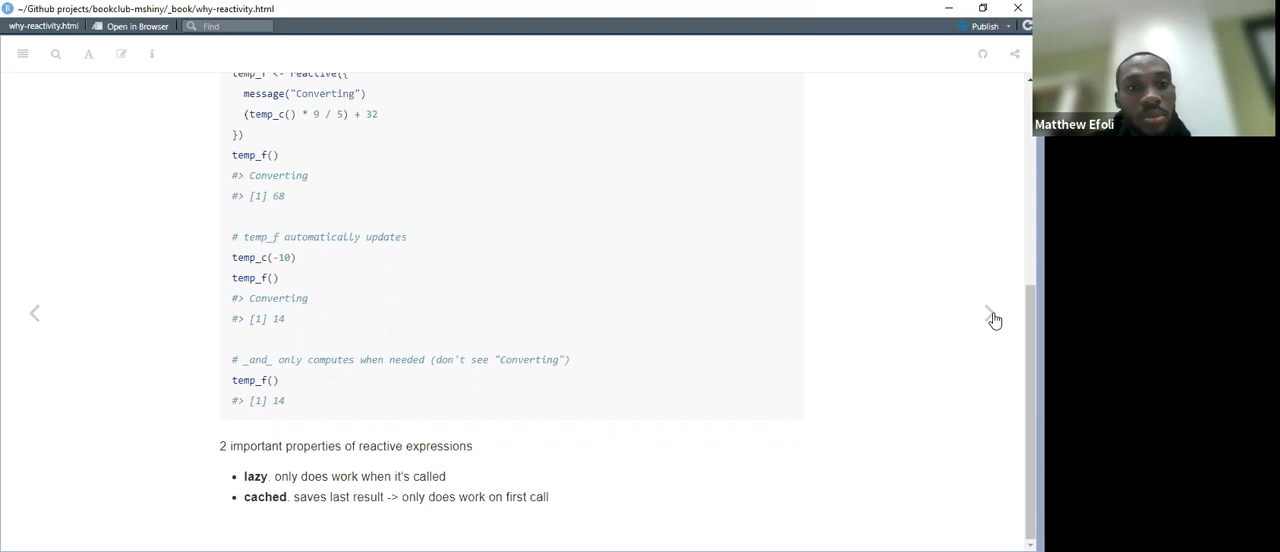 ~/Github projects/bookclub-mshiny/_book/why-reactivity.html
why-reactivity.html Open in Browser Find Publish
temp_f <- reactive({
message("Converting")
(temp_c() * 9 / 5) + 32
})
temp_f()
#> Converting
#> [1] 68
# temp_f automatically updates
temp_c(-10)
temp_f()
#> Converting
#> [1] 14
# _and_ only computes when needed (don't see "Converting")
temp_f()
#> [1] 14
2 important properties of reactive expressions
• lazy. only does work when it's called
• cached. saves last result -> only does work on first call
Matthew Efoli